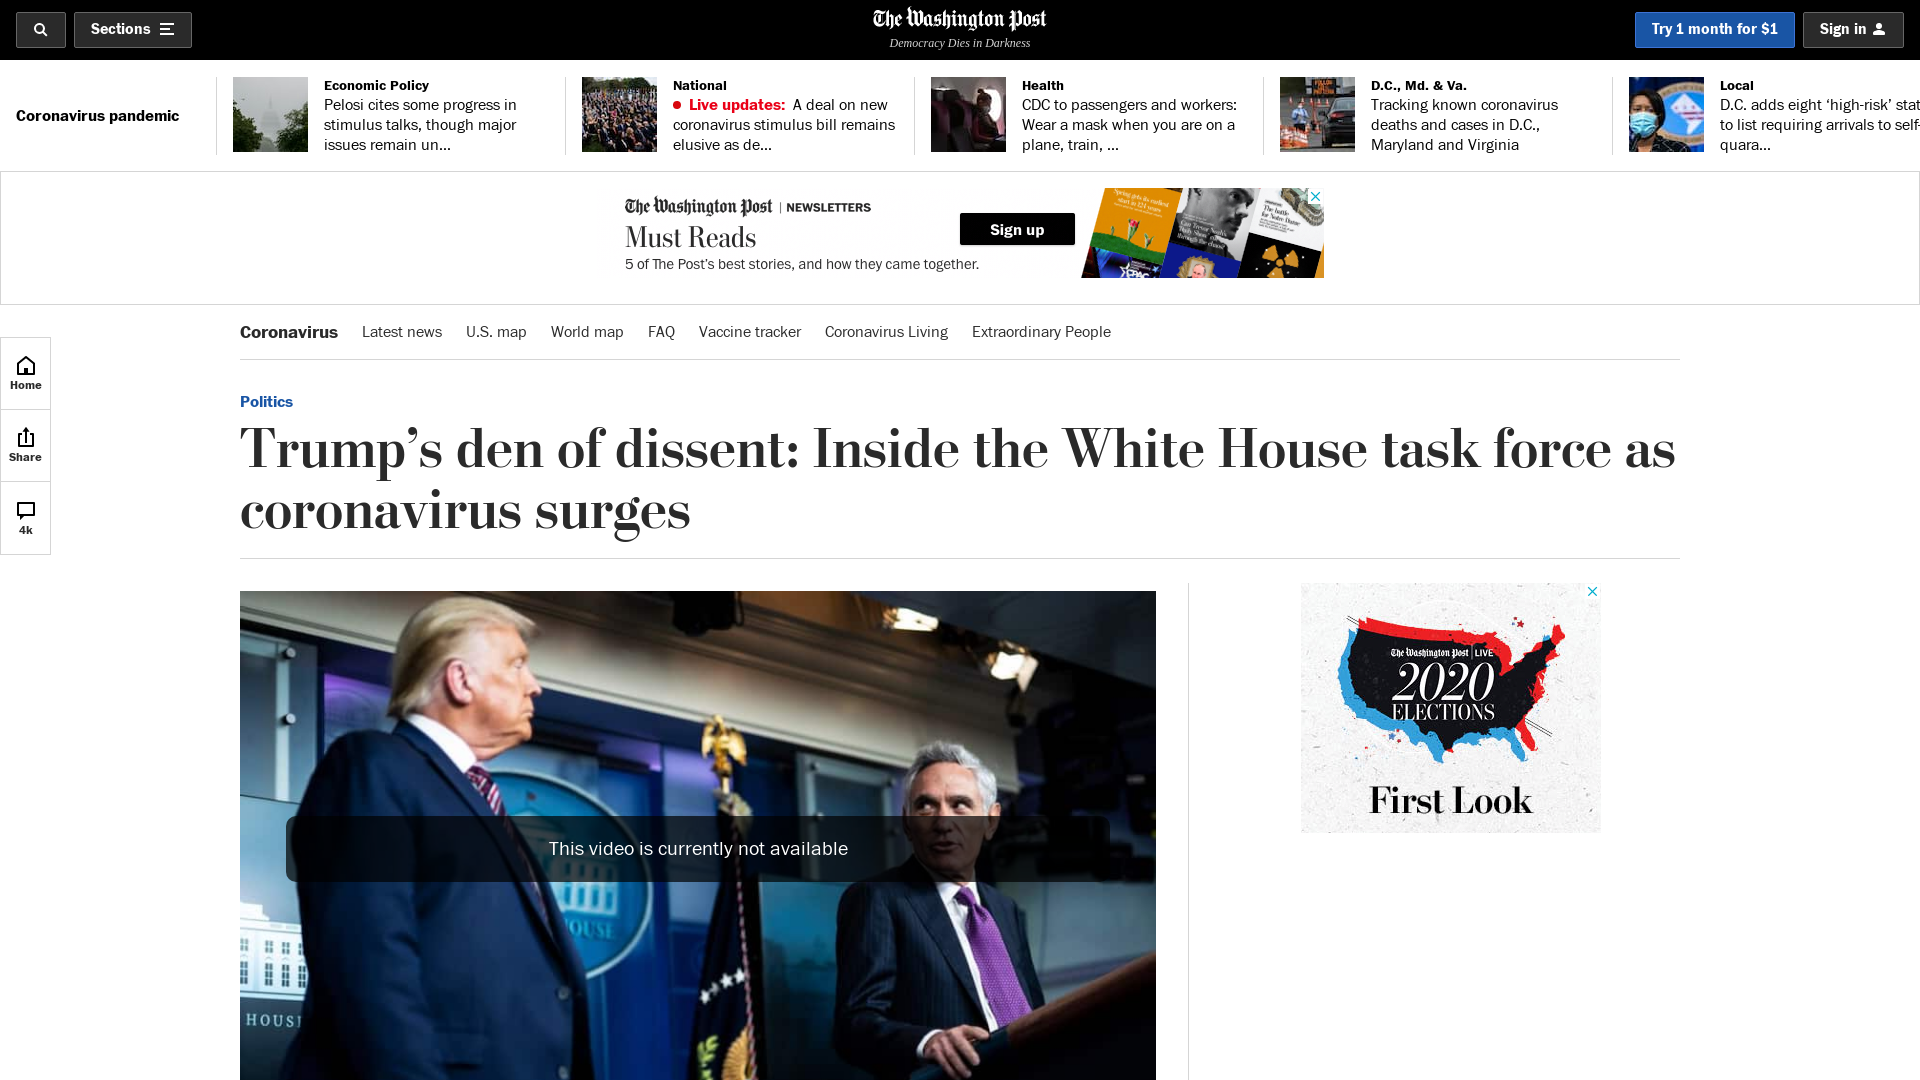 Sections
The Washington Post
Democracy Dies in Darkness
Try 1 month for $1
Sign in
Coronavirus pandemic
Economic Policy
Pelosi cites some progress in
stimulus talks, though major
issues remain un...
National
Live updates: A deal on new
coronavirus stimulus bill remains
elusive as de...
Health
CDC to passengers and workers:
Wear a mask when you are on a
plane, train, ...
D.C., Md. & Va.
Tracking known coronavirus
deaths and cases in D.C.,
Maryland and Virginia
Local
D.C. adds eight ‘high-risk’ stat
to list requiring arrivals to self-
quara...
The Washington Post | NEWSLETTERS
Must Reads
5 of The Post’s best stories, and how they came together.
Sign up
Coronavirus
Latest news
U.S. map
World map
FAQ
Vaccine tracker
Coronavirus Living
Extraordinary People
Home
Share
4k
Politics
Trump’s den of dissent: Inside the White House task force as
coronavirus surges
This video is currently not available
HOUSE
HOUS
The Washington Post | LIVE
2020
ELECTIONS
First Look